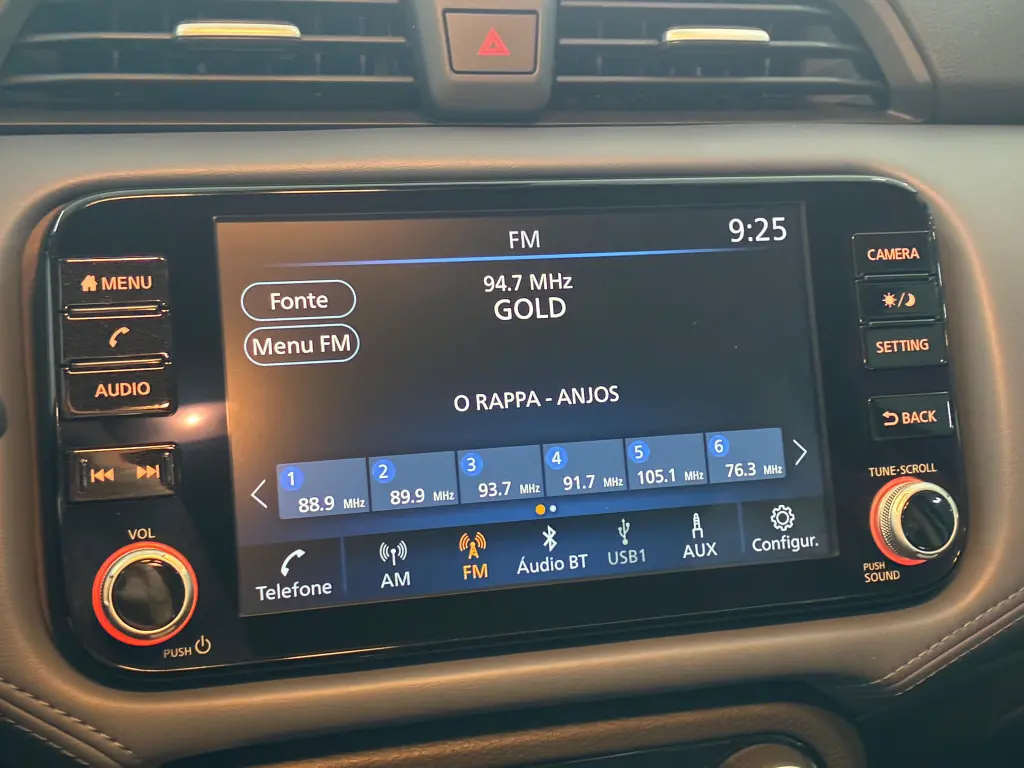 FM
9:25
94.7 MHz
GOLD
Fonte
Menu FM
O RAPPA - ANJOS
1 88.9 MHz
2 89.9 MHz
3 93.7 MHz
4 91.7 MHz
5 105.1 MHz
6 76.3 MHz
Telefone
AM
FM
Áudio BT
USB1
AUX
Configur.
MENU
AUDIO
VOL
PUSH
CAMERA
SETTING
BACK
TUNE·SCROLL
PUSH
SOUND